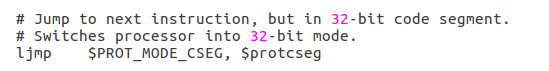 # Jump to next instruction, but in 32-bit code segment.
# Switches processor into 32-bit mode.
ljmp    $PROT_MODE_CSEG, $protcseg